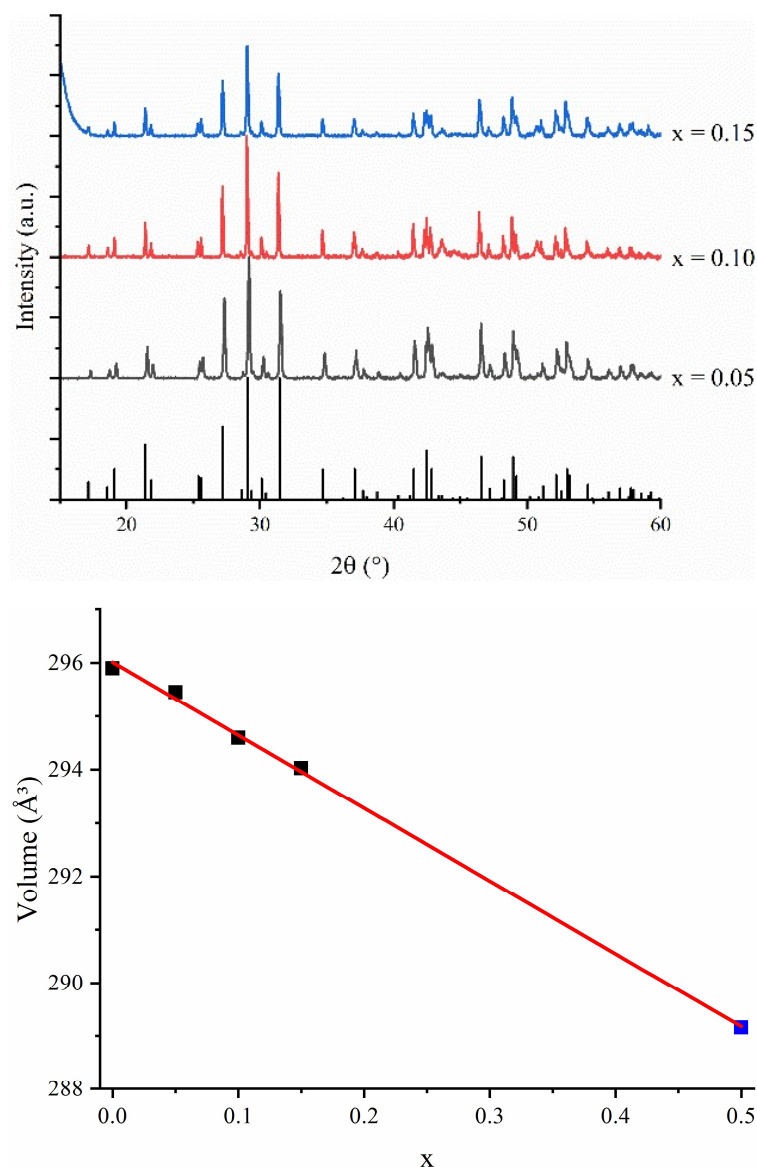 Intensity (a.u.)
x = 0.15
x = 0.10
x = 0.05
20 30 40 50 60
2θ (°)
Volume (Å³)
296
294
292
290
288
0.0 0.1 0.2 0.3 0.4 0.5
x